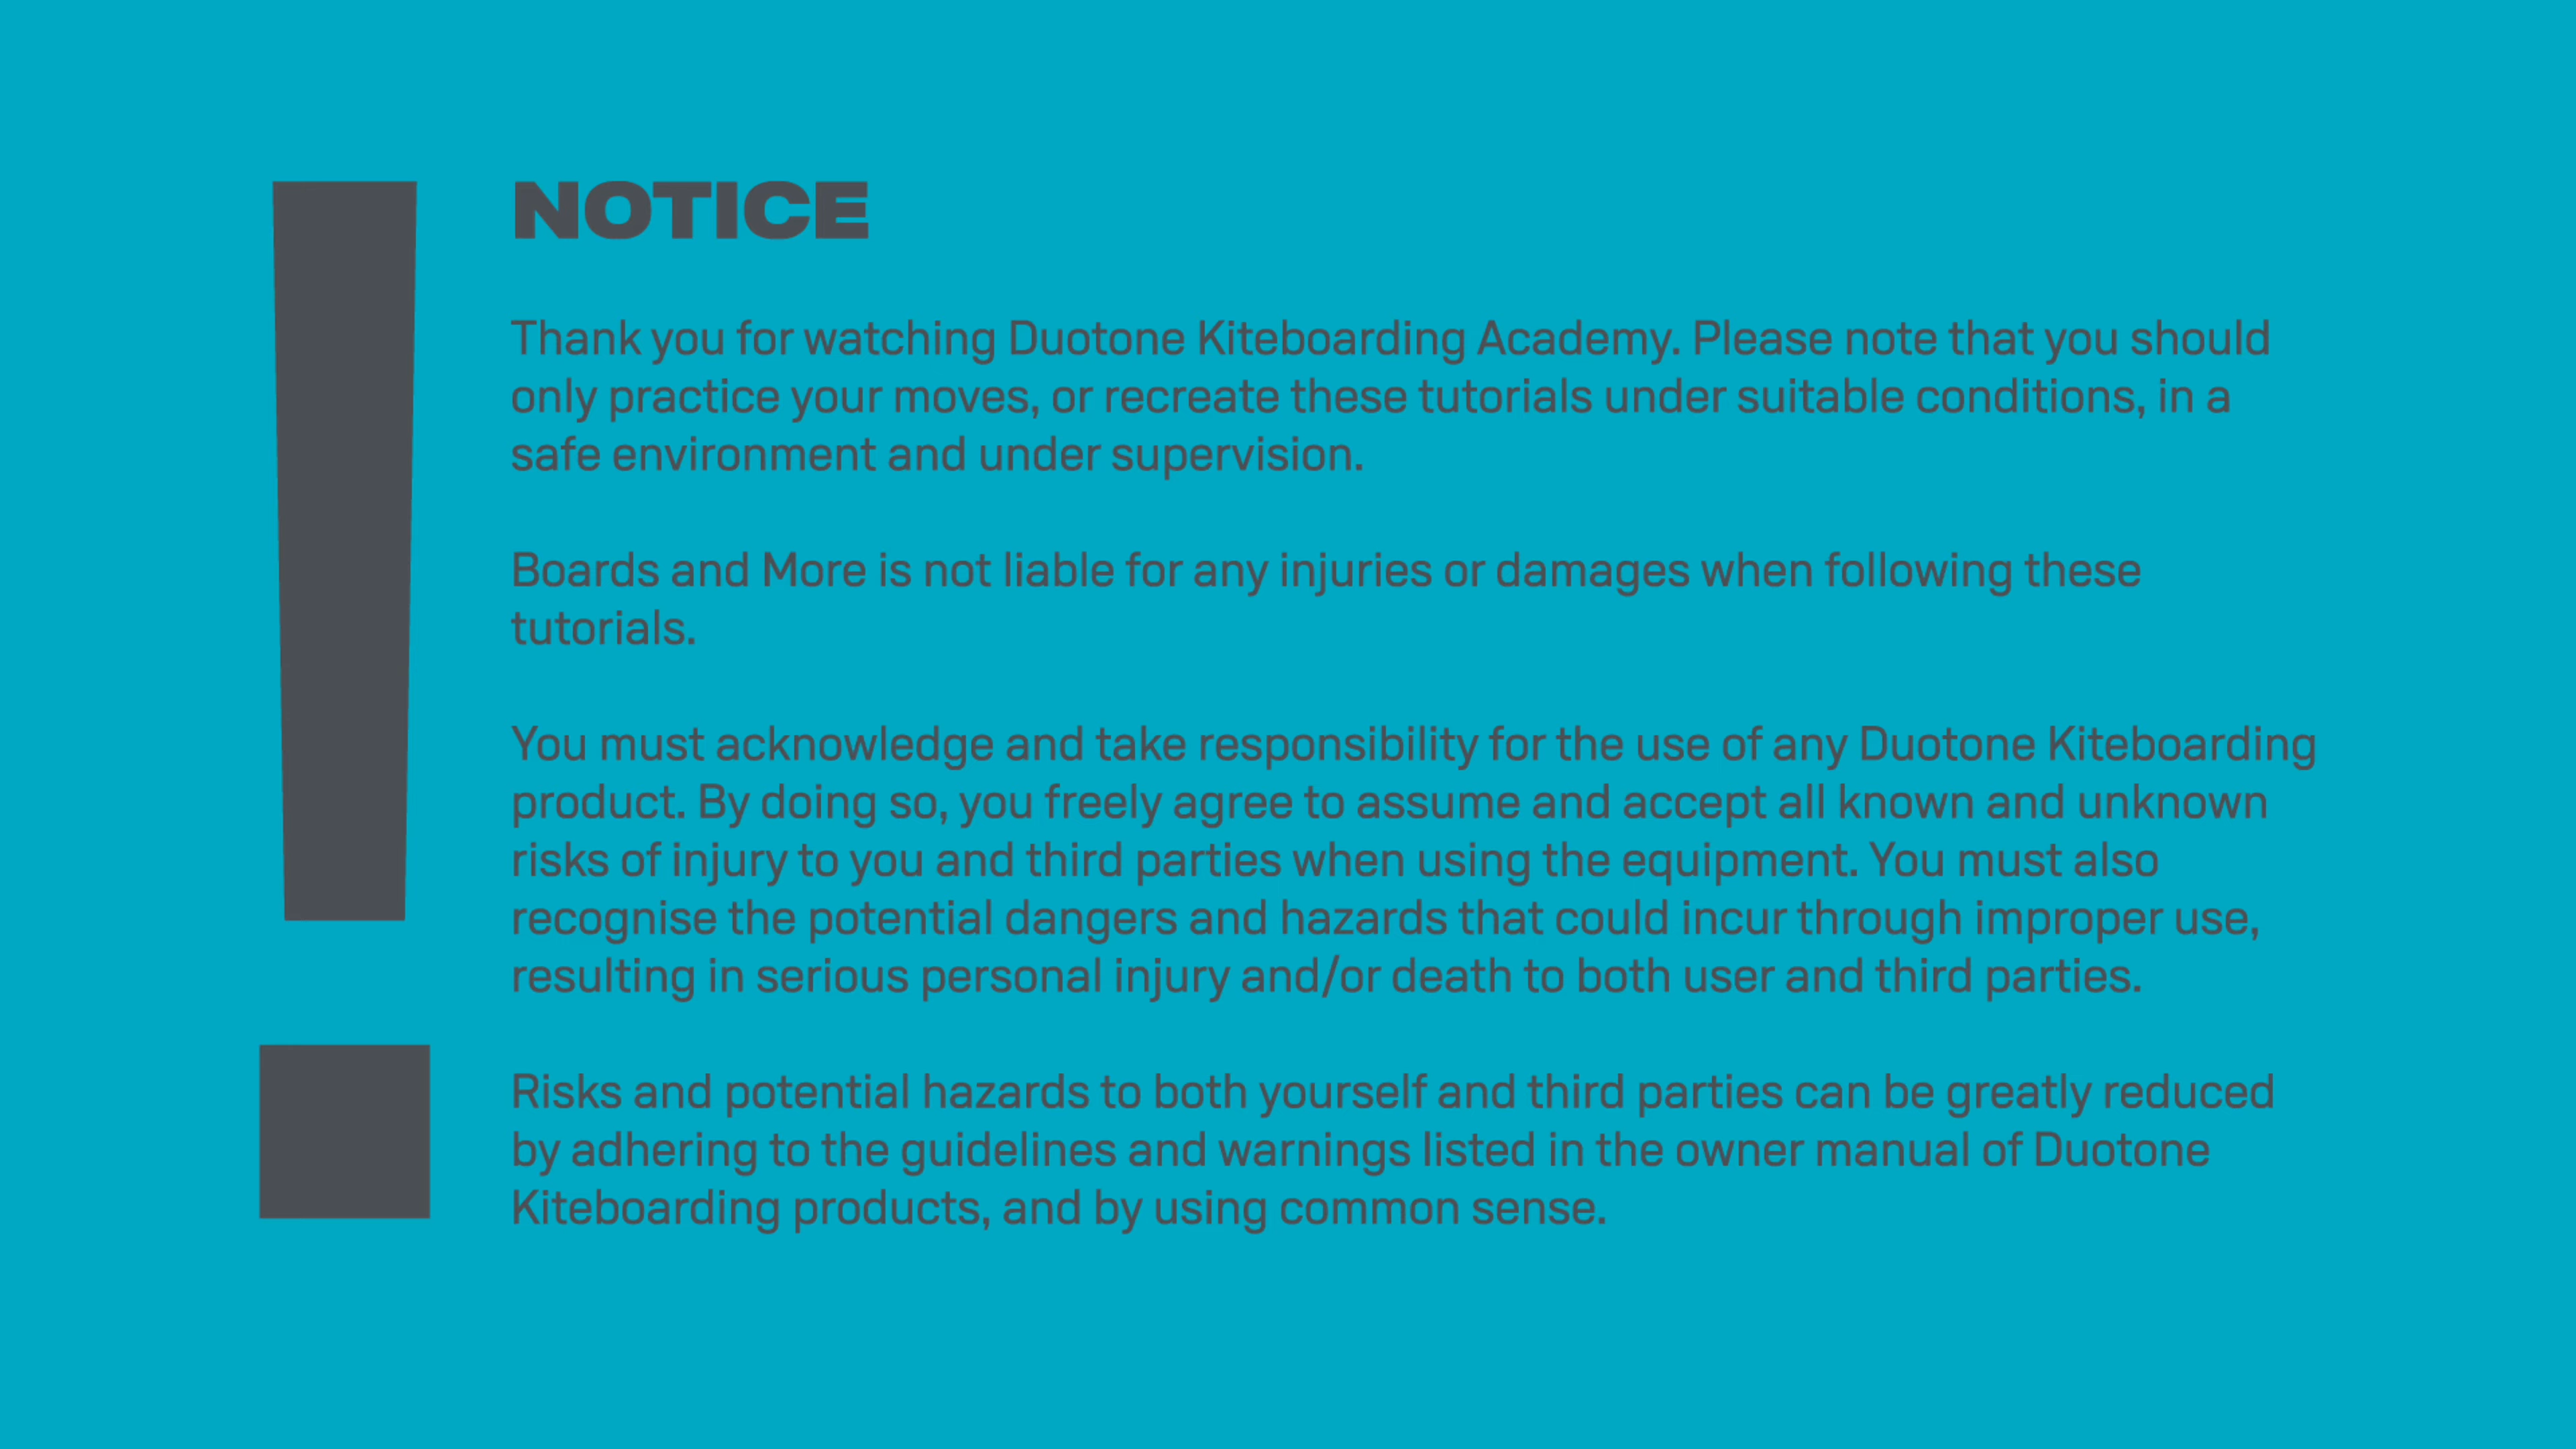 NOTICE
Thank you for watching Duotone Kiteboarding Academy. Please note that you should
only practice your moves, or recreate these tutorials under suitable conditions, in a
safe environment and under supervision.
Boards and More is not liable for any injuries or damages when following these
tutorials.
You must acknowledge and take responsibility for the use of any Duotone Kiteboarding
product. By doing so, you freely agree to assume and accept all known and unknown
risks of injury to you and third parties when using the equipment. You must also
recognise the potential dangers and hazards that could incur through improper use,
resulting in serious personal injury and/or death to both user and third parties.
Risks and potential hazards to both yourself and third parties can be greatly reduced
by adhering to the guidelines and warnings listed in the owner manual of Duotone
Kiteboarding products, and by using common sense.